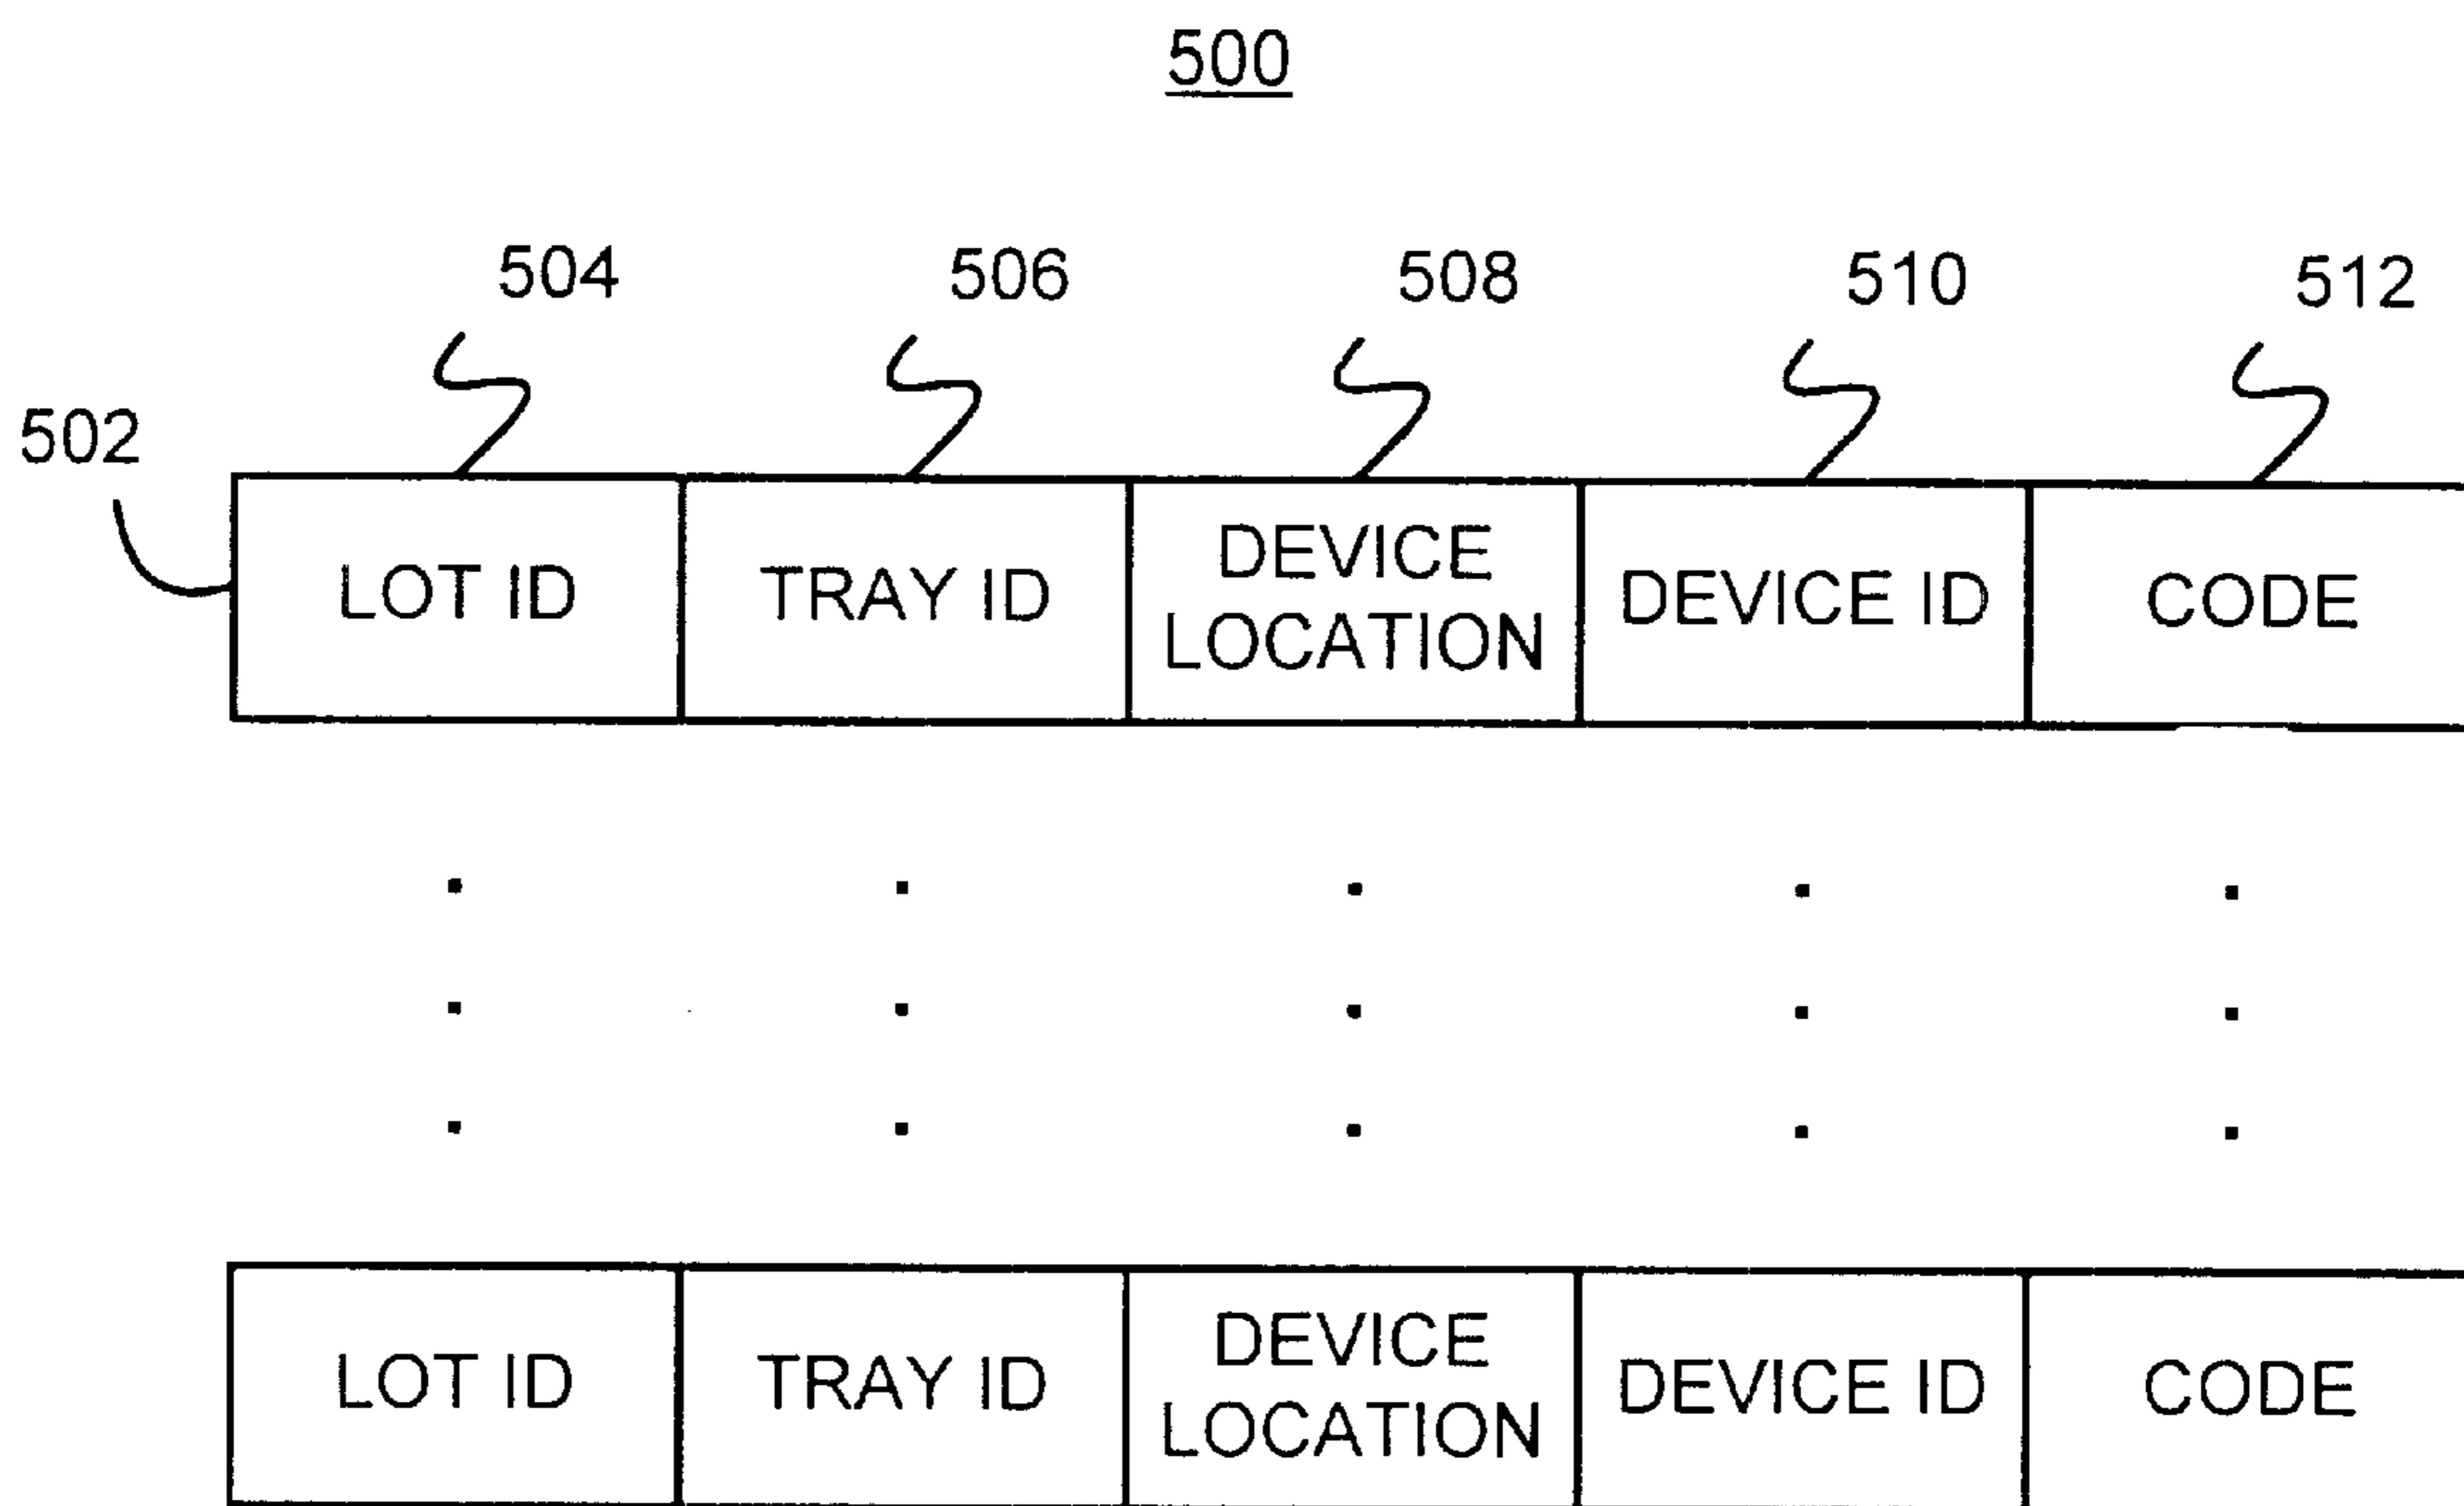 500
504 506 508 510 512
502
LOT ID TRAY ID DEVICE LOCATION DEVICE ID CODE
LOT ID TRAY ID DEVICE LOCATION DEVICE ID CODE